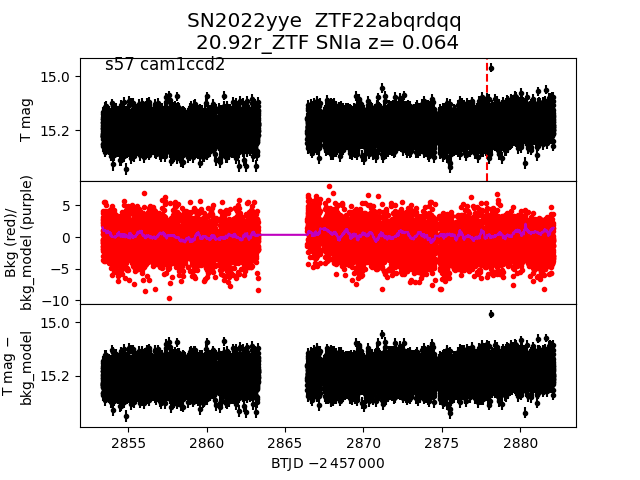 SN2022yye  ZTF22abqrdqq
20.92r_ZTF SNIa z= 0.064
s57 cam1ccd2
15.0
15.2
T mag
5
0
−5
−10
Bkg (red)/
bkg_model (purple)
15.0
15.2
T mag −
bkg_model
2855
2860
2865
2870
2875
2880
BTJD −2 457 000